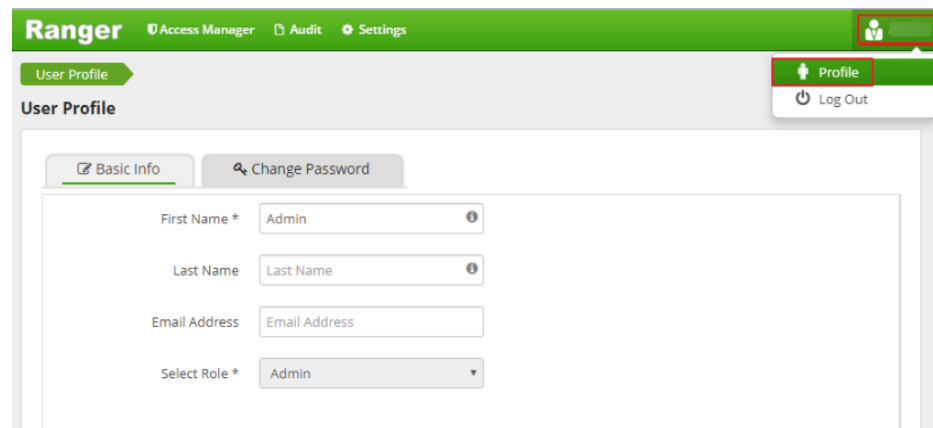 Ranger Access Manager Audit Settings
User Profile
Profile
Log Out
User Profile
Basic Info Change Password
First Name * Admin
Last Name Last Name
Email Address Email Address
Select Role * Admin